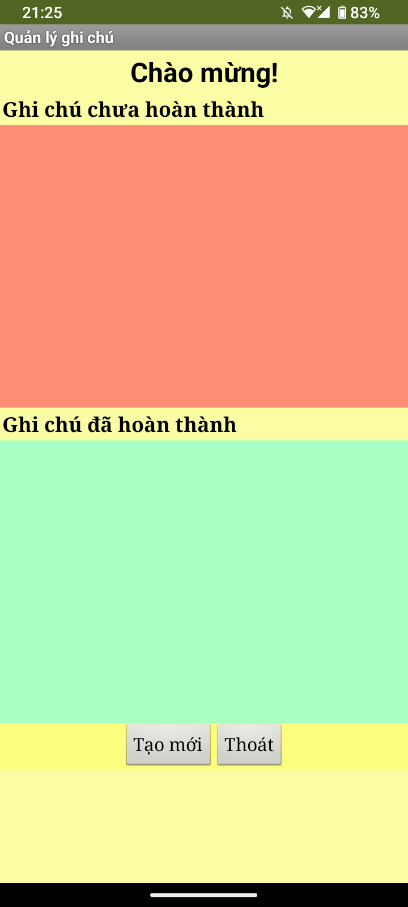 21:25 83%
Quản lý ghi chú
Chào mừng!
Ghi chú chưa hoàn thành
Ghi chú đã hoàn thành
Tạo mới Thoát